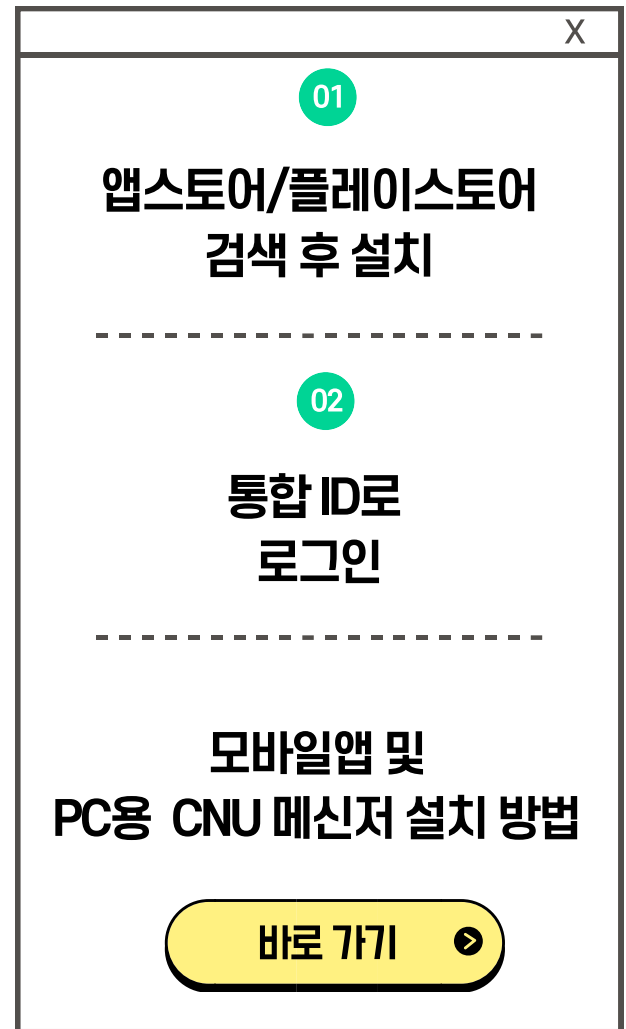 X
01
앱스토어/플레이스토어
검색 후 설치
02
통합 ID로
로그인
모바일앱 및
PC용 CNU 메신저 설치 방법
바로 가기